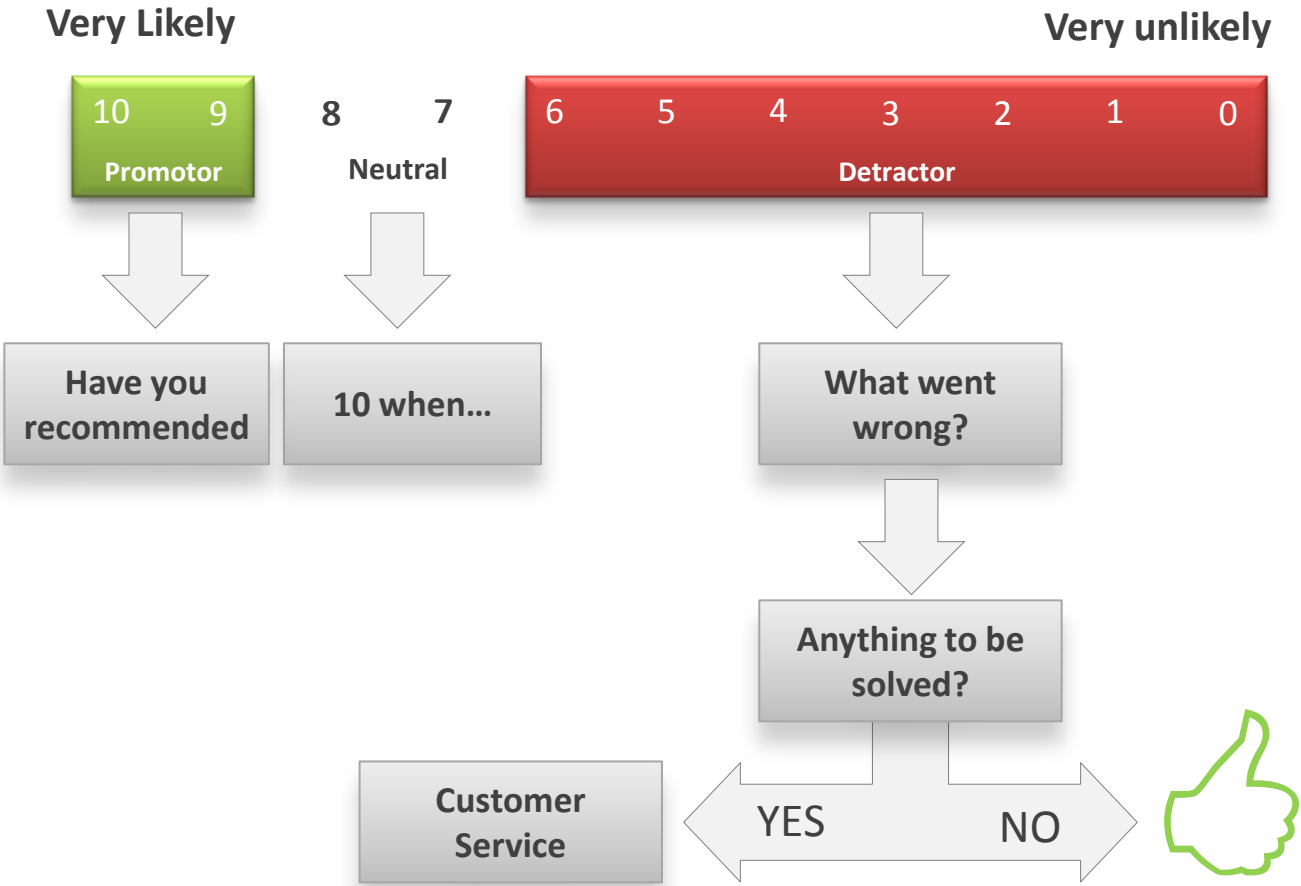 Very Likely
Very unlikely
10 9 8 7 6 5 4 3 2 1 0
Promotor
Neutral
Detractor
Have you
recommended
10 when…
What went
wrong?
Anything to be
solved?
Customer
Service
YES
NO